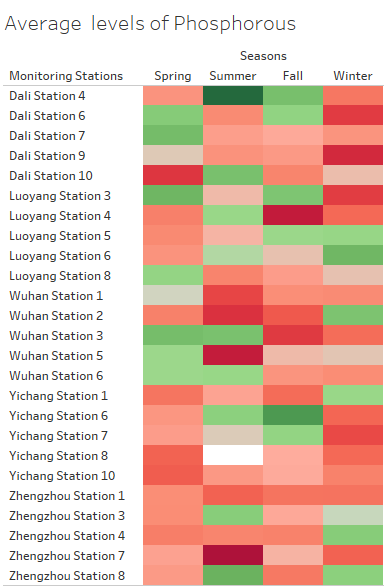 Average levels of Phosphorous
Seasons
Monitoring Stations Spring Summer Fall Winter
Dali Station 4
Dali Station 6
Dali Station 7
Dali Station 9
Dali Station 10
Luoyang Station 3
Luoyang Station 4
Luoyang Station 5
Luoyang Station 6
Luoyang Station 8
Wuhan Station 1
Wuhan Station 2
Wuhan Station 3
Wuhan Station 5
Wuhan Station 6
Yichang Station 1
Yichang Station 6
Yichang Station 7
Yichang Station 8
Yichang Station 10
Zhengzhou Station 1
Zhengzhou Station 3
Zhengzhou Station 4
Zhengzhou Station 7
Zhengzhou Station 8